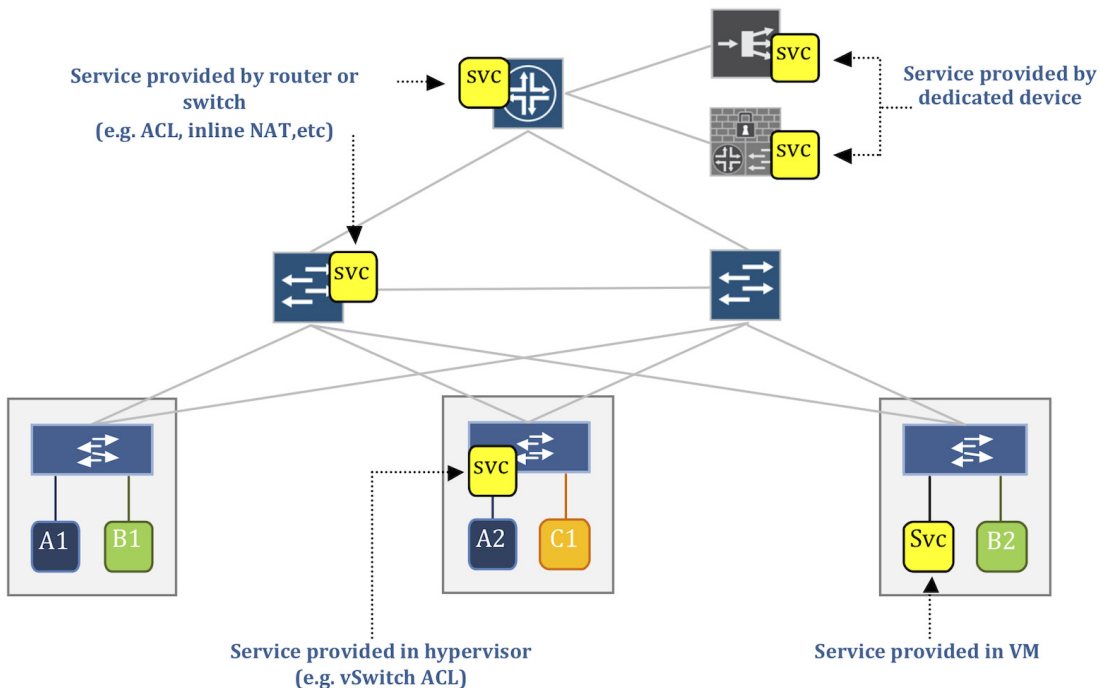 svc
svc
Service provided by router or
switch
(e.g. ACL, inline NAT,etc)
Service provided by
dedicated device
svc
svc
A1
B1
svc
A2
C1
Svc
B2
Service provided in hypervisor
(e.g. vSwitch ACL)
Service provided in VM